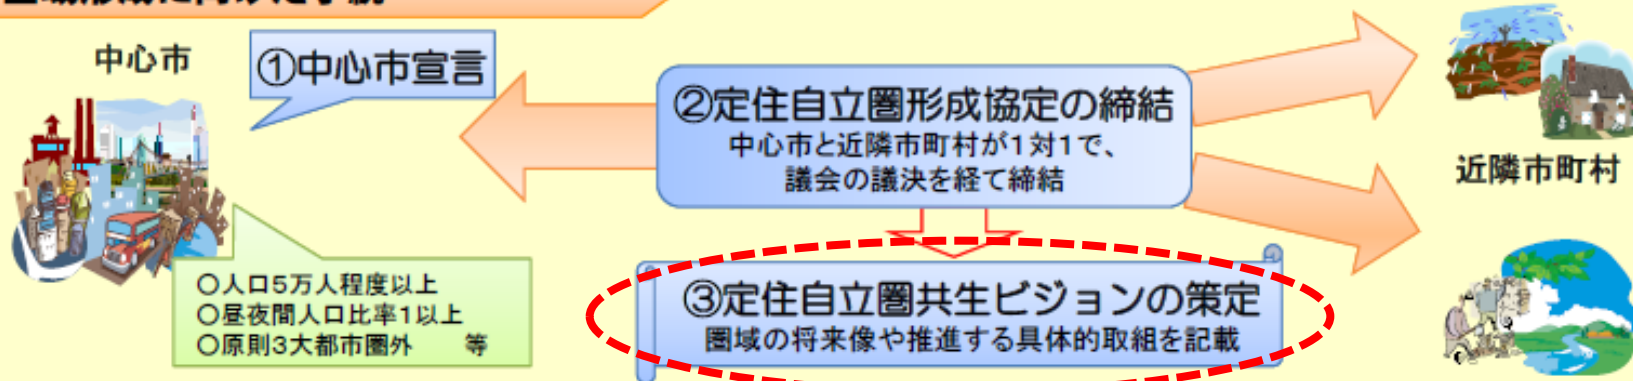 中心市
①中心市宣言
②定住自立圏形成協定の締結
中心市と近隣市町村が1対1で、
議会の議決を経て締結
近隣市町村
○人口5万人程度以上
○昼夜間人口比率1以上
○原則3大都市圏外　　等
③定住自立圏共生ビジョンの策定
圏域の将来像や推進する具体的取組を記載